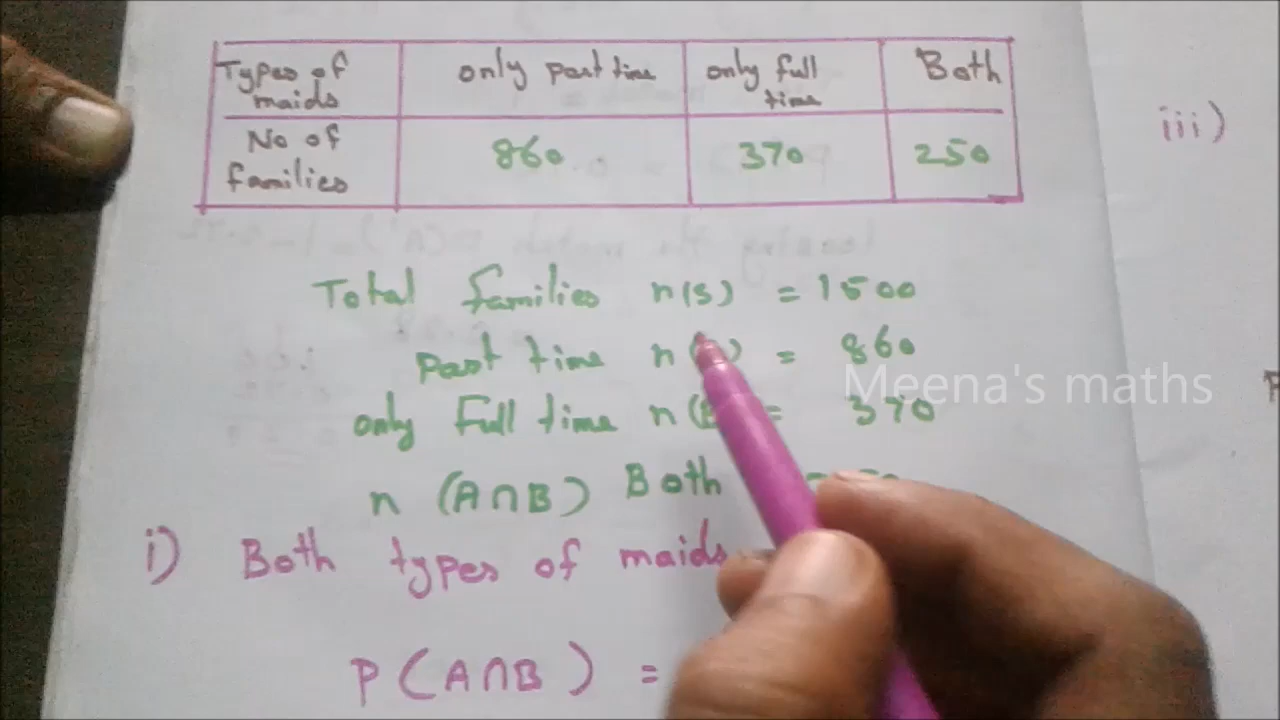 Types of maids
only part time
only full time
Both
No of families
860
370
250
iii)
Total families n(s) = 1500
Part time n( ) = 860
Meena's maths
only Full time n( = 370
n (A∩B) Both
i) Both types of maids
P (A∩B) =